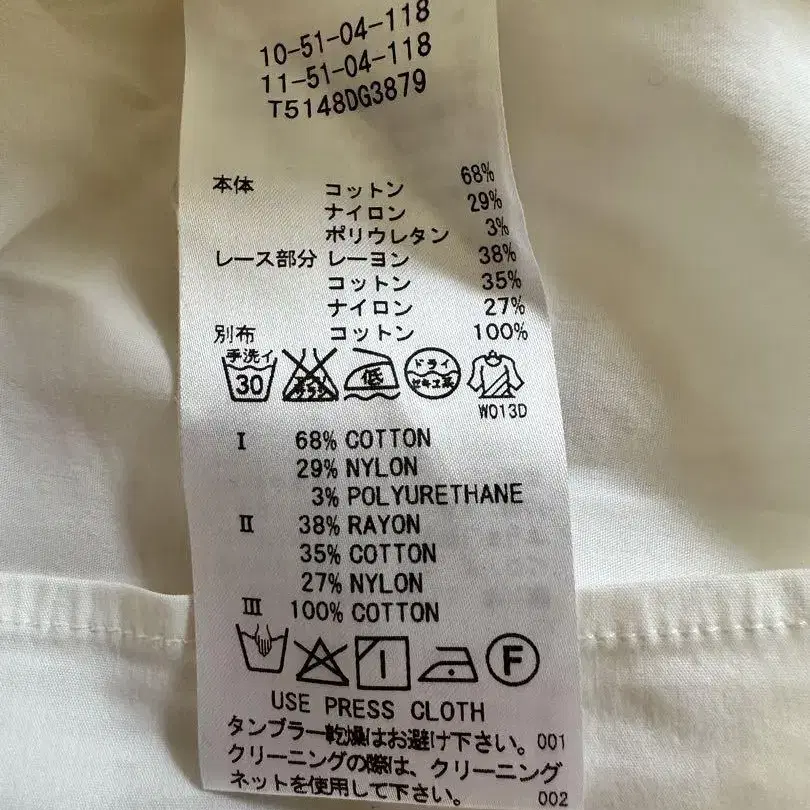 10-51-04-118
11-51-04-118
T5148DG3879
本体 コットン 68%
ナイロン 29%
ポリウレタン 3%
レース部分 レーヨン 38%
コットン 35%
ナイロン 27%
別布 コットン 100%
手洗イ
30
低
ドライ
セキユ系
W013D
I 68% COTTON
29% NYLON
3% POLYURETHANE
II 38% RAYON
35% COTTON
27% NYLON
III 100% COTTON
F
USE PRESS CLOTH
タンブラー乾燥はお避け下さい。001
クリーニングの際は、クリーニング
ネットを使用して下さい。 002